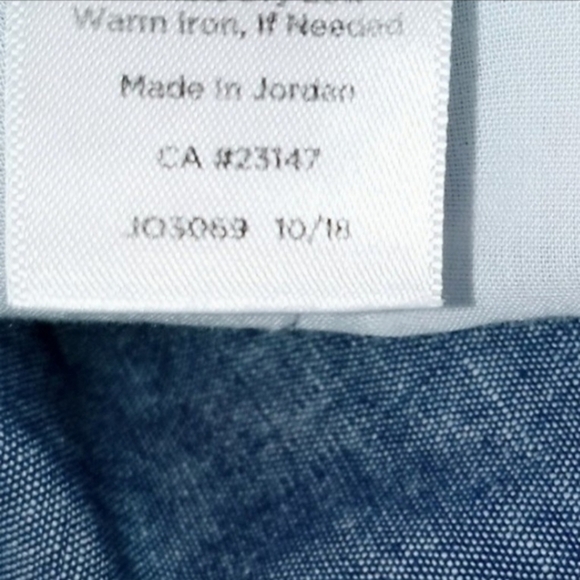 Warm Iron, If Needed
Made In Jordan
CA #23147
JO3069 10/18